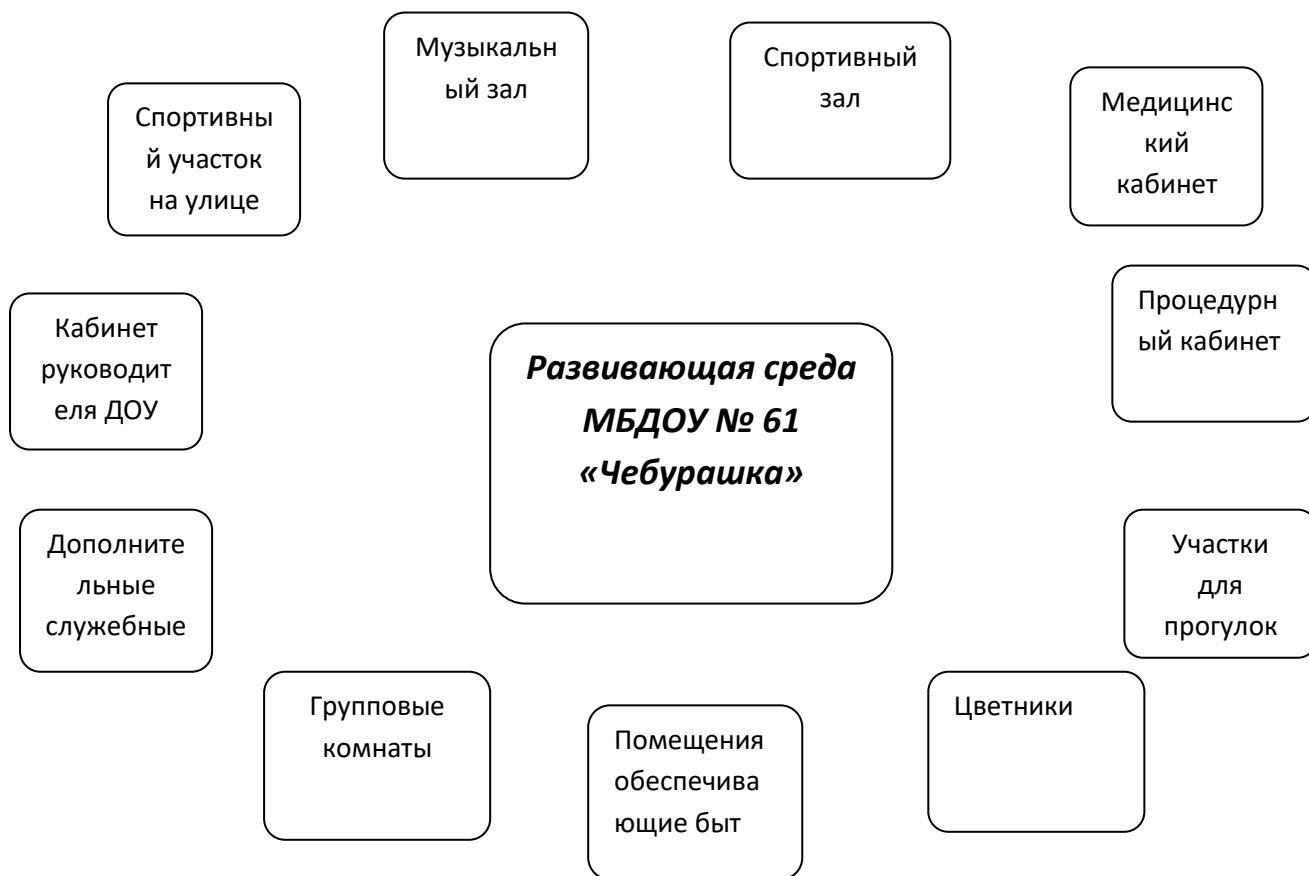 Музыкальн
ый зал
Спортивный
зал
Спортивны
й участок
на улице
Медицинс
кий
кабинет
Кабинет
руководит
еля ДОУ
Развивающая среда
МБДОУ № 61
«Чебурашка»
Процедурн
ый кабинет
Дополните
льные
служебные
Участки
для
прогулок
Групповые
комнаты
Помещения
обеспечива
ющие быт
Цветники